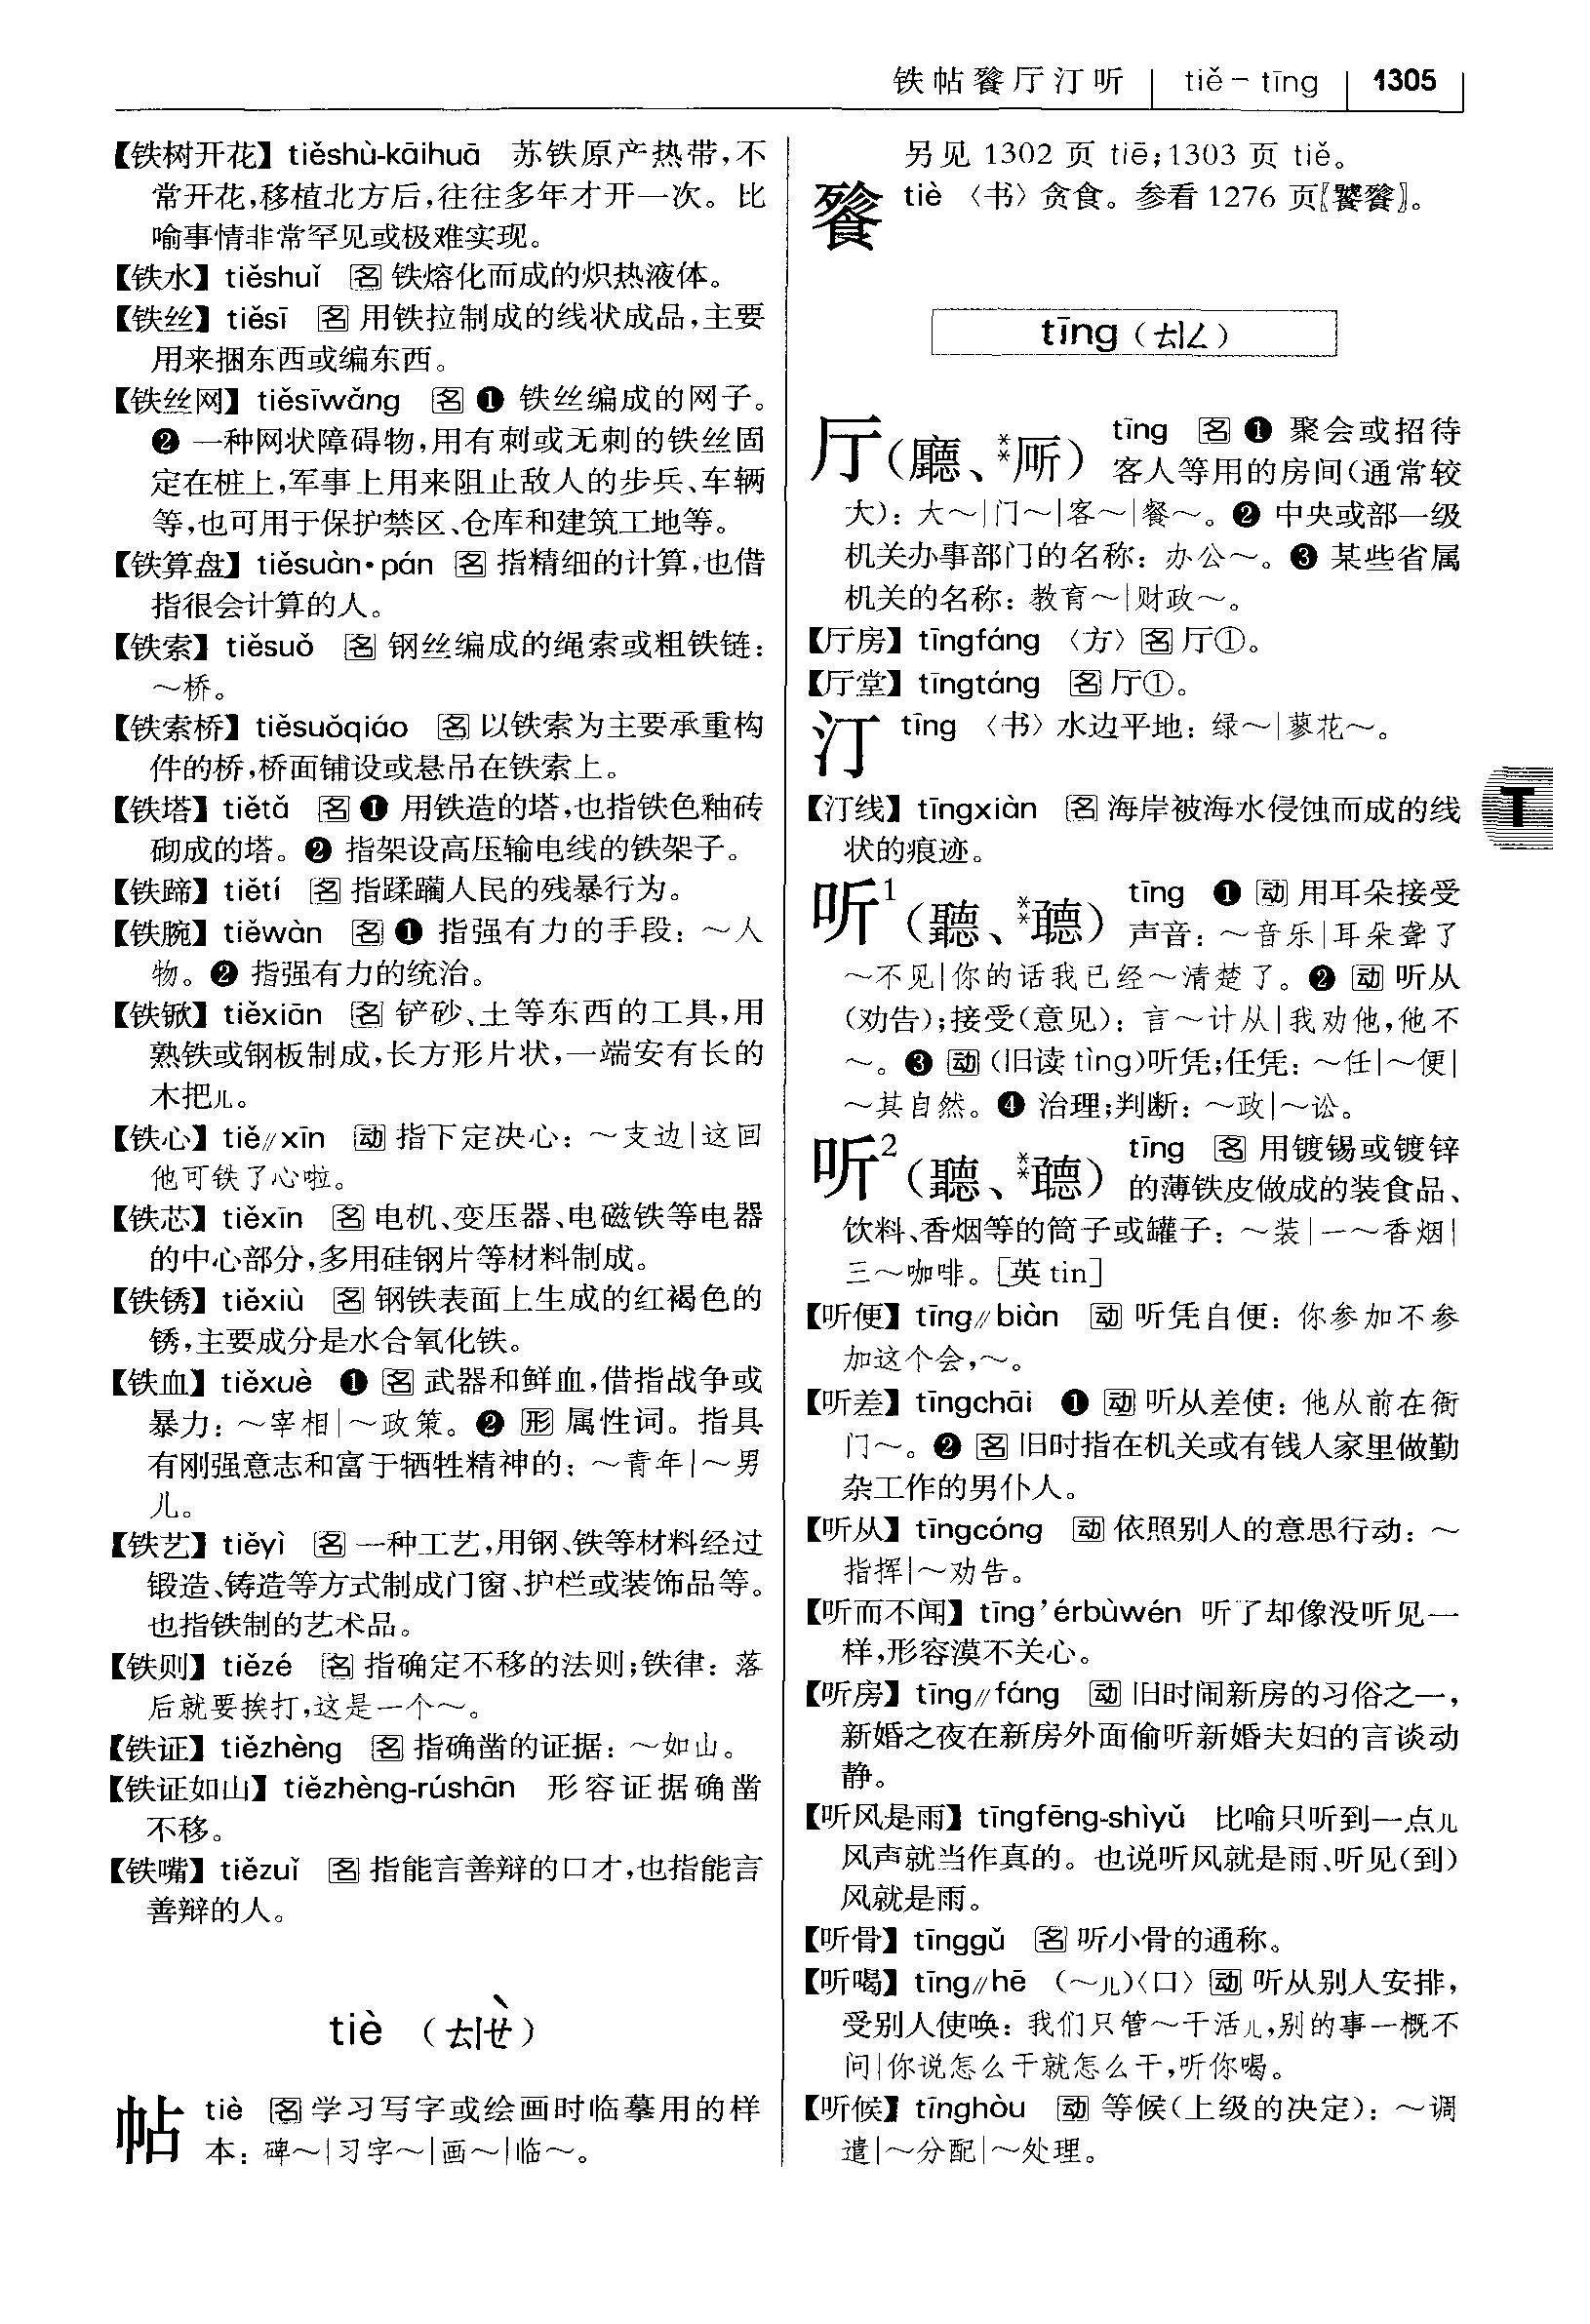 铁帖餮厅汀听 | tiě－tīng | 1305
【铁树开花】tiěshù-kāihuā 苏铁原产热带,不
常开花,移植北方后,往往多年才开一次。比
喻事情非常罕见或极难实现。
【铁水】tiěshuǐ 名 铁熔化而成的炽热液体。
【铁丝】tiěsī 名 用铁拉制成的线状成品,主要
用来捆东西或编东西。
【铁丝网】tiěsīwǎng 名 ❶ 铁丝编成的网子。
❷ 一种网状障碍物,用有刺或无刺的铁丝固
定在桩上,军事上用来阻止敌人的步兵、车辆
等,也可用于保护禁区、仓库和建筑工地等。
【铁算盘】tiěsuàn•pán 名 指精细的计算,也借
指很会计算的人。
【铁索】tiěsuǒ 名 钢丝编成的绳索或粗铁链:
～桥。
【铁索桥】tiěsuǒqiáo 名 以铁索为主要承重构
件的桥,桥面铺设或悬吊在铁索上。
【铁塔】tiětǎ 名 ❶ 用铁造的塔,也指铁色釉砖
砌成的塔。❷ 指架设高压输电线的铁架子。
【铁蹄】tiětí 名 指蹂躏人民的残暴行为。
【铁腕】tiěwàn 名 ❶ 指强有力的手段: ～人
物。❷ 指强有力的统治。
【铁锨】tiěxiān 名 铲砂、土等东西的工具,用
熟铁或钢板制成,长方形片状,一端安有长的
木把儿。
【铁心】tiě//xīn 动 指下定决心: ～支边|这回
他可铁了心啦。
【铁芯】tiěxīn 名 电机、变压器、电磁铁等电器
的中心部分,多用硅钢片等材料制成。
【铁锈】tiěxiù 名 钢铁表面上生成的红褐色的
锈,主要成分是水合氧化铁。
【铁血】tiěxuè ❶ 名 武器和鲜血,借指战争或
暴力: ～宰相|～政策。❷ 形 属性词。指具
有刚强意志和富于牺牲精神的: ～青年|～男
儿。
【铁艺】tiěyì 名 一种工艺,用钢、铁等材料经过
锻造、铸造等方式制成门窗、护栏或装饰品等。
也指铁制的艺术品。
【铁则】tiězé 名 指确定不移的法则;铁律: 落
后就要挨打,这是一个～。
【铁证】tiězhèng 名 指确凿的证据: ～如山。
【铁证如山】tiězhèng-rúshān 形容证据确凿
不移。
【铁嘴】tiězuǐ 名 指能言善辩的口才,也指能言
善辩的人。
tiè (ㄊㄧㄝˋ)
帖 tiè 名 学习写字或绘画时临摹用的样
本: 碑～|习字～|画～|临～。
另见 1302 页 tiē;1303 页 tiě。
餮 tiè 〈书〉贪食。参看 1276 页〖饕餮〗。
tīng (ㄊㄧㄥ)
厅(廳、**厛) tīng 名 ❶ 聚会或招待
客人等用的房间(通常较
大): 大～|门～|客～|餐～。❷ 中央或部一级
机关办事部门的名称: 办公～。❸ 某些省属
机关的名称: 教育～|财政～。
【厅房】tīngfáng 〈方〉名 厅①。
【厅堂】tīngtáng 名 厅①。
汀 tīng 〈书〉水边平地: 绿～|蓼花～。
【汀线】tīngxiàn 名 海岸被海水侵蚀而成的线
状的痕迹。
T
听¹(聽、**聼) tīng ❶ 动 用耳朵接受
声音: ～音乐|耳朵聋了
～不见|你的话我已经～清楚了。❷ 动 听从
(劝告);接受(意见): 言～计从|我劝他,他不
～。❸ 动 (旧读 tìng)听凭;任凭: ～任|～便|
～其自然。❹ 治理;判断: ～政|～讼。
听²(聽、**聼) tīng 名 用镀锡或镀锌
的薄铁皮做成的装食品、
饮料、香烟等的筒子或罐子: ～装|一～香烟|
三～咖啡。[英 tin]
【听便】tīng//biàn 动 听凭自便: 你参加不参
加这个会,～。
【听差】tīngchāi ❶ 动 听从差使: 他从前在衙
门～。❷ 名 旧时指在机关或有钱人家里做勤
杂工作的男仆人。
【听从】tīngcóng 动 依照别人的意思行动: ～
指挥|～劝告。
【听而不闻】tīng’érbùwén 听了却像没听见一
样,形容漠不关心。
【听房】tīng//fáng 动 旧时闹新房的习俗之一,
新婚之夜在新房外面偷听新婚夫妇的言谈动
静。
【听风是雨】tīngfēng-shìyǔ 比喻只听到一点儿
风声就当作真的。也说听风就是雨、听见(到)
风就是雨。
【听骨】tīnggǔ 名 听小骨的通称。
【听喝】tīng//hē (～儿)〈口〉动 听从别人安排,
受别人使唤: 我们只管～干活儿,别的事一概不
问|你说怎么干就怎么干,听你喝。
【听候】tīnghòu 动 等候(上级的决定): ～调
遣|～分配|～处理。